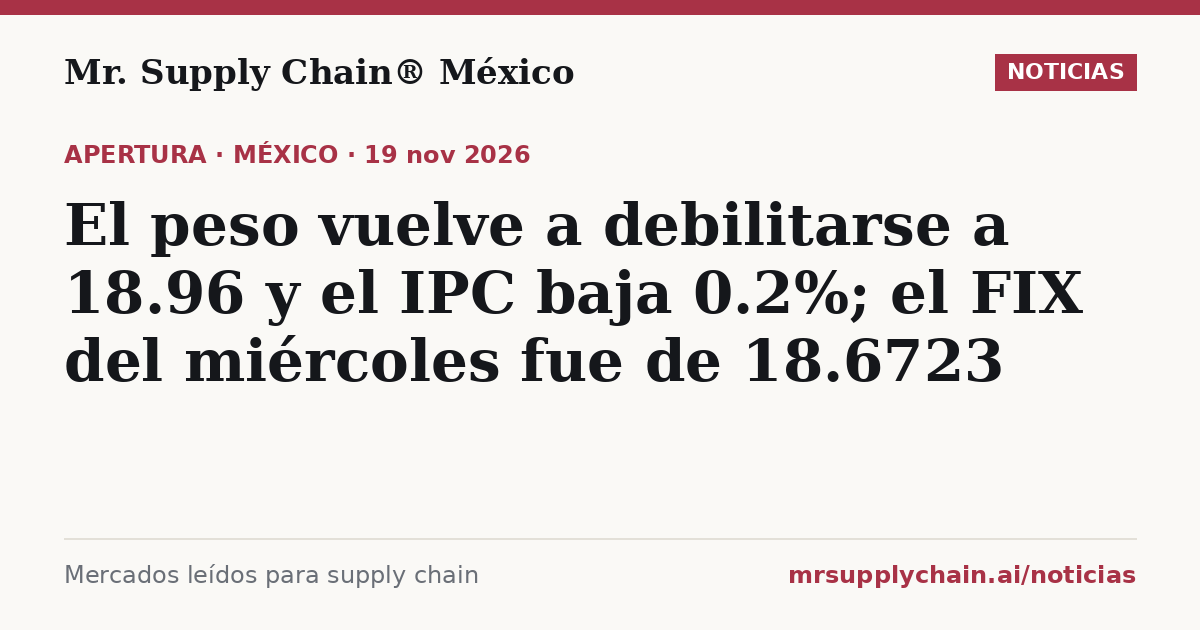 Mr. Supply Chain® México
NOTICIAS
APERTURA · MÉXICO · 19 nov 2026
El peso vuelve a debilitarse a
18.96 y el IPC baja 0.2%; el FIX
del miércoles fue de 18.6723
Mercados leídos para supply chain
mrsupplychain.ai/noticias